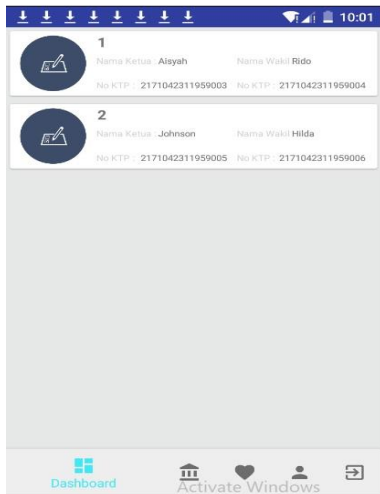 10:01
1
Nama Ketua : Aisyah Nama Wakil Rido
No KTP : 2171042311959003 No KTP : 2171042311959004
2
Nama Ketua : Johnson Nama Wakil Hilda
No KTP : 2171042311959005 No KTP : 2171042311959006
Dashboard
Activate Windows